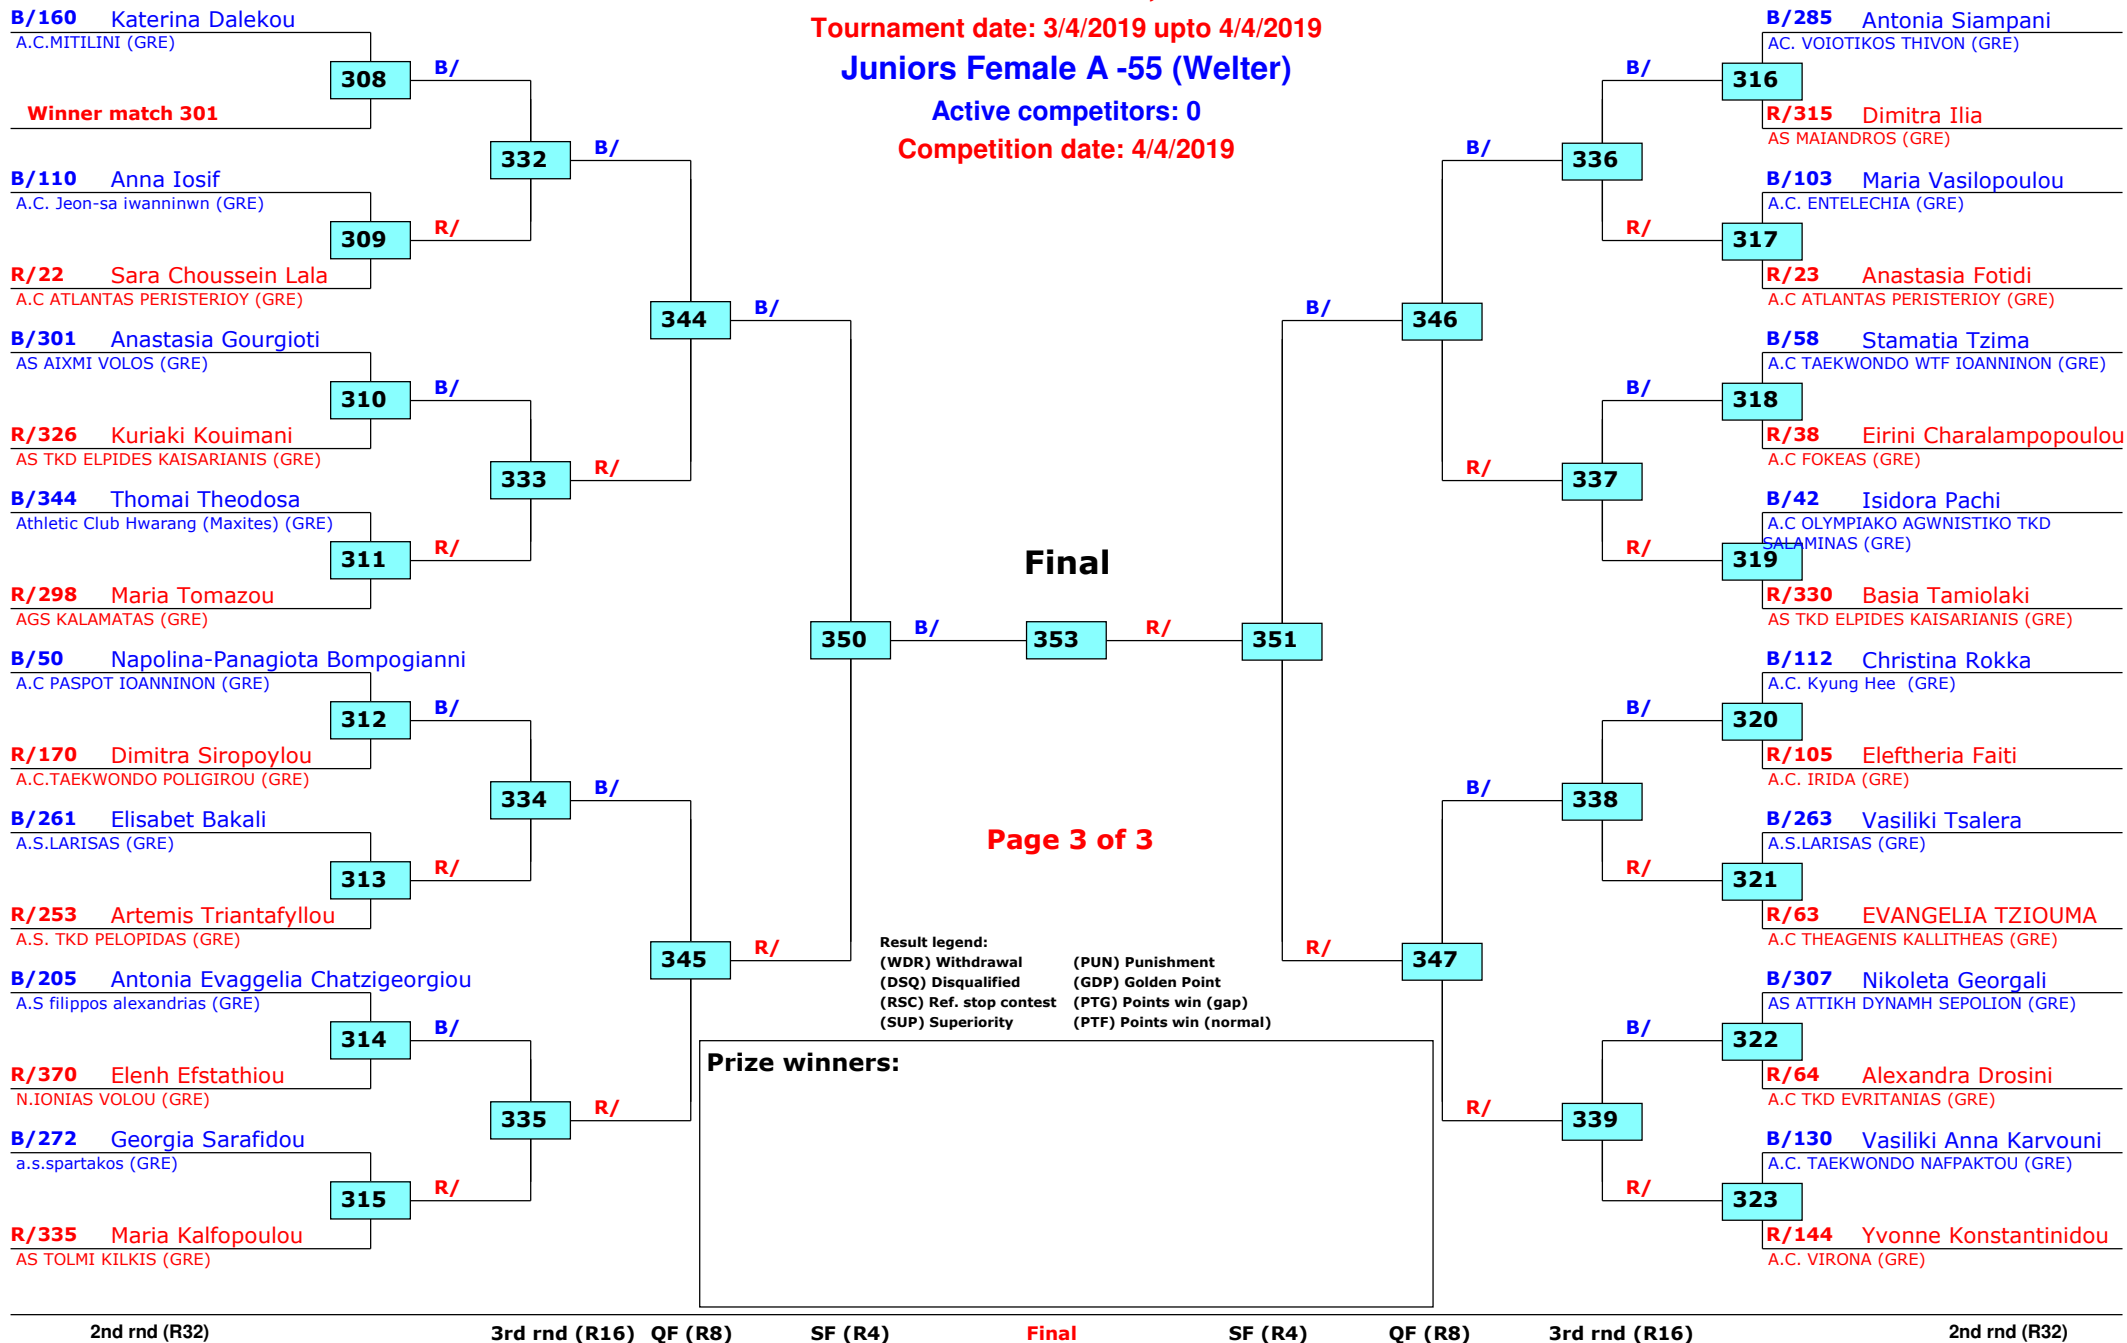 Tournament date: 3/4/2019 upto 4/4/2019
Juniors Female A -55 (Welter)
Active competitors: 0
Competition date: 4/4/2019
B/160 Katerina Dalekou
A.C.MITILINI (GRE)
308
B/
Winner match 301
332
B/
B/110 Anna Iosif
A.C. Jeon-sa iwanninwn (GRE)
309
R/
R/22 Sara Choussein Lala
A.C ATLANTAS PERISTERIOY (GRE)
344
B/
B/301 Anastasia Gourgioti
AS AIXMI VOLOS (GRE)
310
B/
R/326 Kuriaki Kouimani
AS TKD ELPIDES KAISARIANIS (GRE)
333
R/
B/344 Thomai Theodosa
Athletic Club Hwarang (Maxites) (GRE)
311
R/
R/298 Maria Tomazou
AGS KALAMATAS (GRE)
350
B/
B/50 Napolina-Panagiota Bompogianni
A.C PASPOT IOANNINON (GRE)
312
B/
R/170 Dimitra Siropoylou
A.C.TAEKWONDO POLIGIROU (GRE)
334
B/
B/261 Elisabet Bakali
A.S.LARISAS (GRE)
313
R/
R/253 Artemis Triantafyllou
A.S. TKD PELOPIDAS (GRE)
345
R/
B/205 Antonia Evaggelia Chatzigeorgiou
A.S filippos alexandrias (GRE)
314
B/
R/370 Elenh Efstathiou
N.IONIAS VOLOU (GRE)
335
R/
B/272 Georgia Sarafidou
a.s.spartakos (GRE)
315
R/
R/335 Maria Kalfopoulou
AS TOLMI KILKIS (GRE)
Final
353
R/
351
Page 3 of 3
Result legend:
(WDR) Withdrawal (PUN) Punishment
(DSQ) Disqualified (GDP) Golden Point
(RSC) Ref. stop contest (PTG) Points win (gap)
(SUP) Superiority (PTF) Points win (normal)
Prize winners:
B/285 Antonia Siampani
AC. VOIOTIKOS THIVON (GRE)
B/
316
R/315 Dimitra Ilia
AS MAIANDROS (GRE)
B/
336
B/103 Maria Vasilopoulou
A.C. ENTELECHIA (GRE)
R/
317
R/23 Anastasia Fotidi
A.C ATLANTAS PERISTERIOY (GRE)
B/
346
B/58 Stamatia Tzima
A.C TAEKWONDO WTF IOANNINON (GRE)
B/
318
R/38 Eirini Charalampopoulou
A.C FOKEAS (GRE)
R/
337
B/42 Isidora Pachi
A.C OLYMPIAKO AGWNISTIKO TKD
SALAMINAS (GRE)
R/
319
R/330 Basia Tamiolaki
AS TKD ELPIDES KAISARIANIS (GRE)
B/112 Christina Rokka
A.C. Kyung Hee (GRE)
B/
320
R/105 Eleftheria Faiti
A.C. IRIDA (GRE)
B/
338
B/263 Vasiliki Tsalera
A.S.LARISAS (GRE)
R/
321
R/63 EVANGELIA TZIOUMA
A.C THEAGENIS KALLITHEAS (GRE)
R/
347
B/307 Nikoleta Georgali
AS ATTIKH DYNAMH SEPOLION (GRE)
B/
322
R/64 Alexandra Drosini
A.C TKD EVRITANIAS (GRE)
R/
339
B/130 Vasiliki Anna Karvouni
A.C. TAEKWONDO NAFPAKTOU (GRE)
R/
323
R/144 Yvonne Konstantinidou
A.C. VIRONA (GRE)
2nd rnd (R32) 3rd rnd (R16) QF (R8) SF (R4) Final SF (R4) QF (R8) 3rd rnd (R16) 2nd rnd (R32)